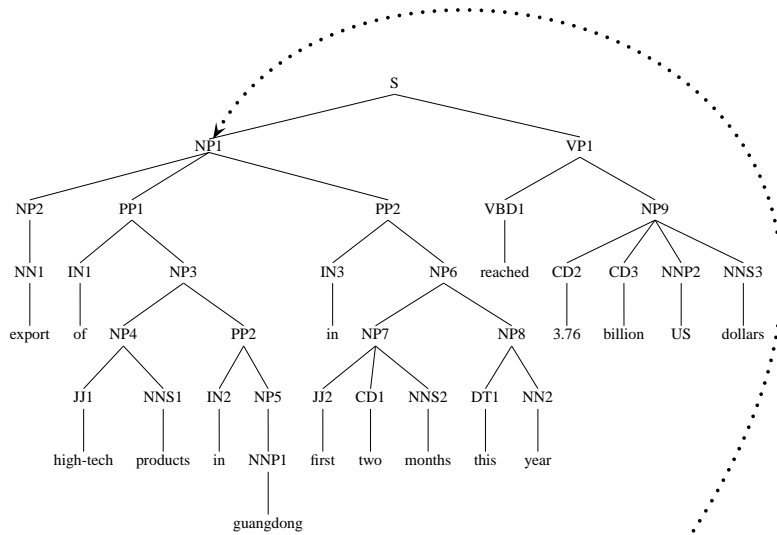 S
NP1 VP1
NP2 PP1 PP2 VBD1 NP9
NN1 IN1 NP3 IN3 NP6 reached CD2 CD3 NNP2 NNS3
export of NP4 PP2 in NP7 NP8 3.76 billion US dollars
JJ1 NNS1 IN2 NP5 JJ2 CD1 NNS2 DT1 NN2
high-tech products in NNP1 first two months this year
guangdong